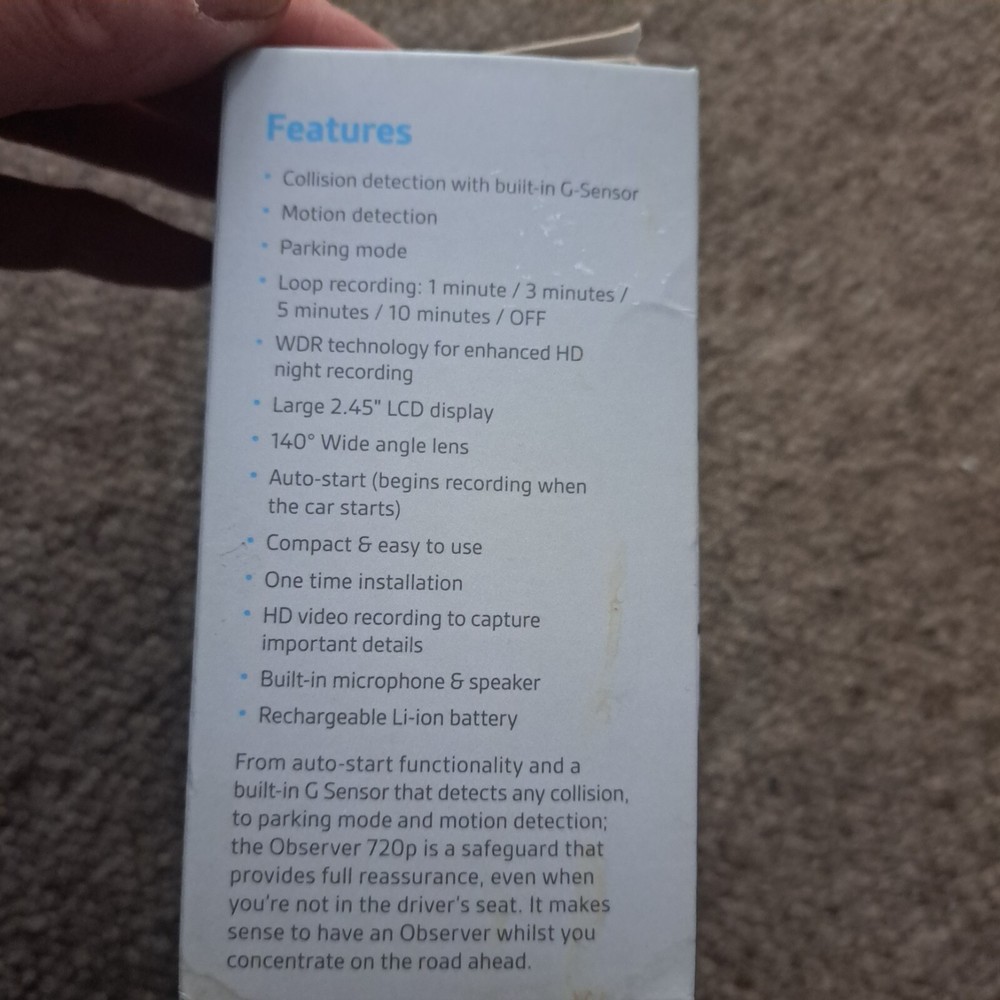 Features
• Collision detection with built-in G-Sensor
• Motion detection
• Parking mode
• Loop recording: 1 minute / 3 minutes /
5 minutes / 10 minutes / OFF
• WDR technology for enhanced HD
night recording
• Large 2.45" LCD display
• 140° Wide angle lens
• Auto-start (begins recording when
the car starts)
• Compact & easy to use
• One time installation
• HD video recording to capture
important details
• Built-in microphone & speaker
• Rechargeable Li-ion battery
From auto-start functionality and a
built-in G Sensor that detects any collision,
to parking mode and motion detection;
the Observer 720p is a safeguard that
provides full reassurance, even when
you're not in the driver's seat. It makes
sense to have an Observer whilst you
concentrate on the road ahead.